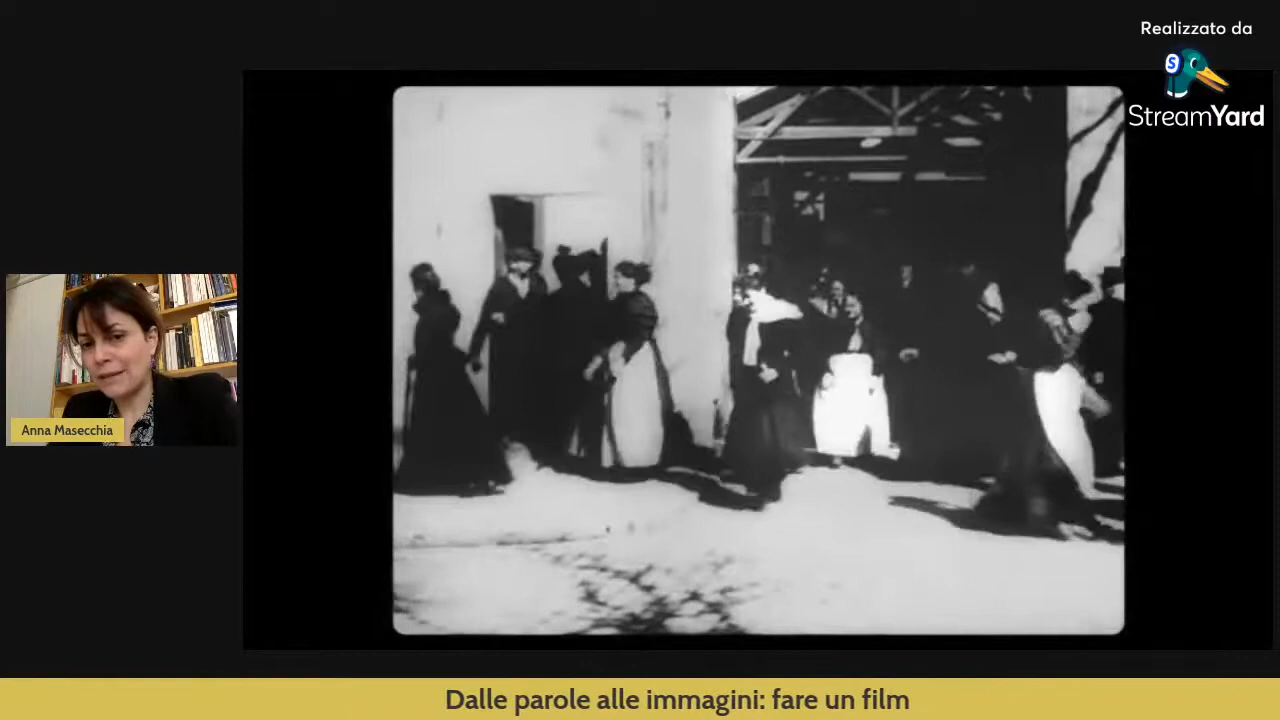 Realizzato da
S
StreamYard
Anna Masecchia
Dalle parole alle immagini: fare un film